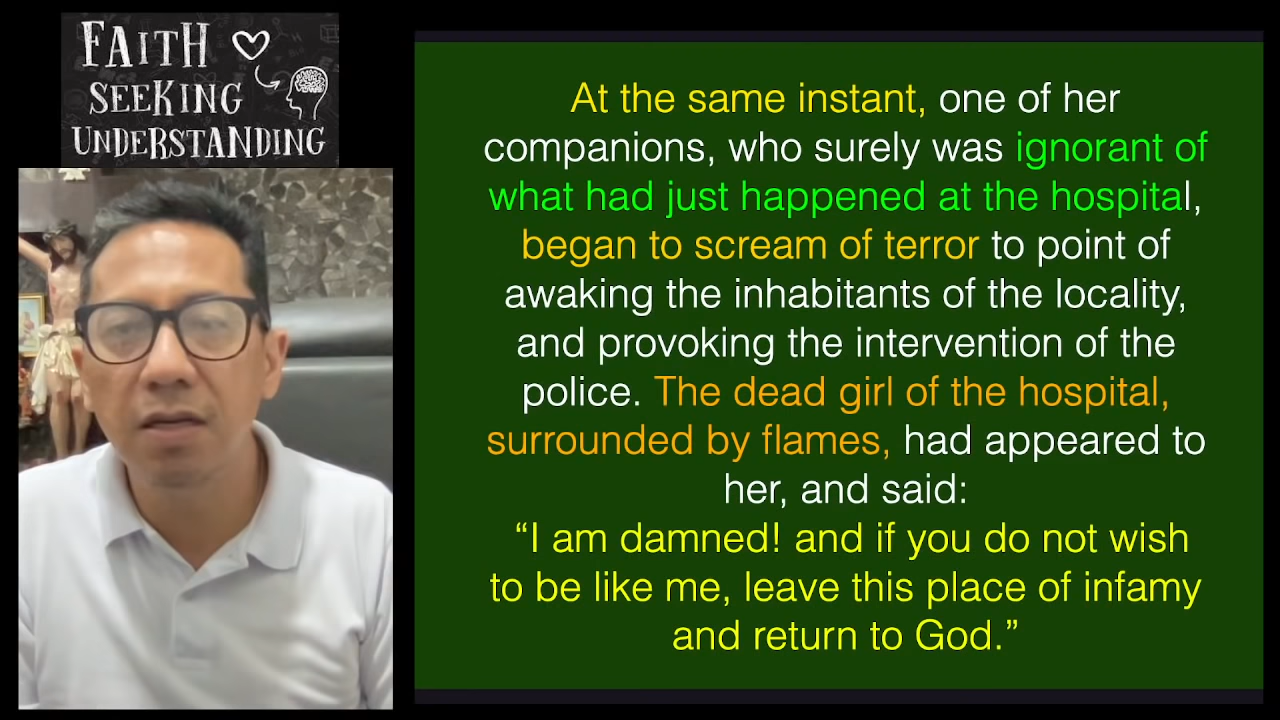 FAITH
SEEKING
UNDERSTANDING
At the same instant, one of her
companions, who surely was ignorant of
what had just happened at the hospital,
began to scream of terror to point of
awaking the inhabitants of the locality,
and provoking the intervention of the
police. The dead girl of the hospital,
surrounded by flames, had appeared to
her, and said:
“I am damned! and if you do not wish
to be like me, leave this place of infamy
and return to God.”